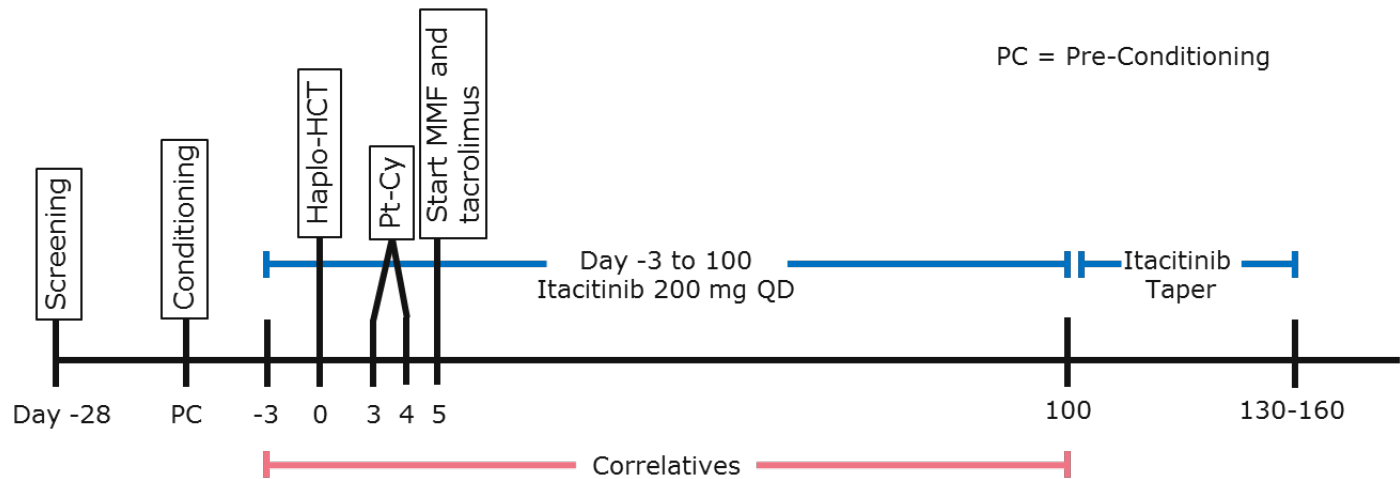 PC = Pre-Conditioning
Screening
Conditioning
Haplo-HCT
Pt-Cy
Start MMF and
tacrolimus
Day -3 to 100
Itacitinib 200 mg QD
Itacitinib
Taper
Day -28
PC
-3
0
3
4
5
100
130-160
Correlatives